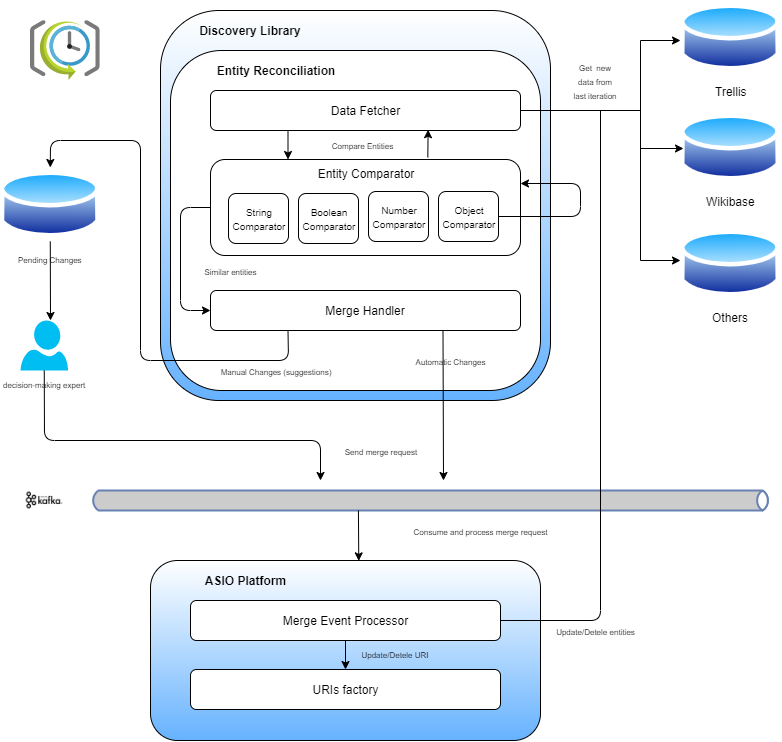 Discovery Library
Entity Reconciliation
Data Fetcher
Get new
data from
last iteration
Trellis
Compare Entities
Entity Comparator
String
Comparator
Boolean
Comparator
Number
Comparator
Object
Comparator
Wikibase
Pending Changes
Similar entities
Merge Handler
Others
Manual Changes (suggestions)
Automatic Changes
decision-making expert
Send merge request
kafka
Consume and process merge request
ASIO Platform
Merge Event Processor
Update/Detele entities
Update/Detele URI
URIs factory